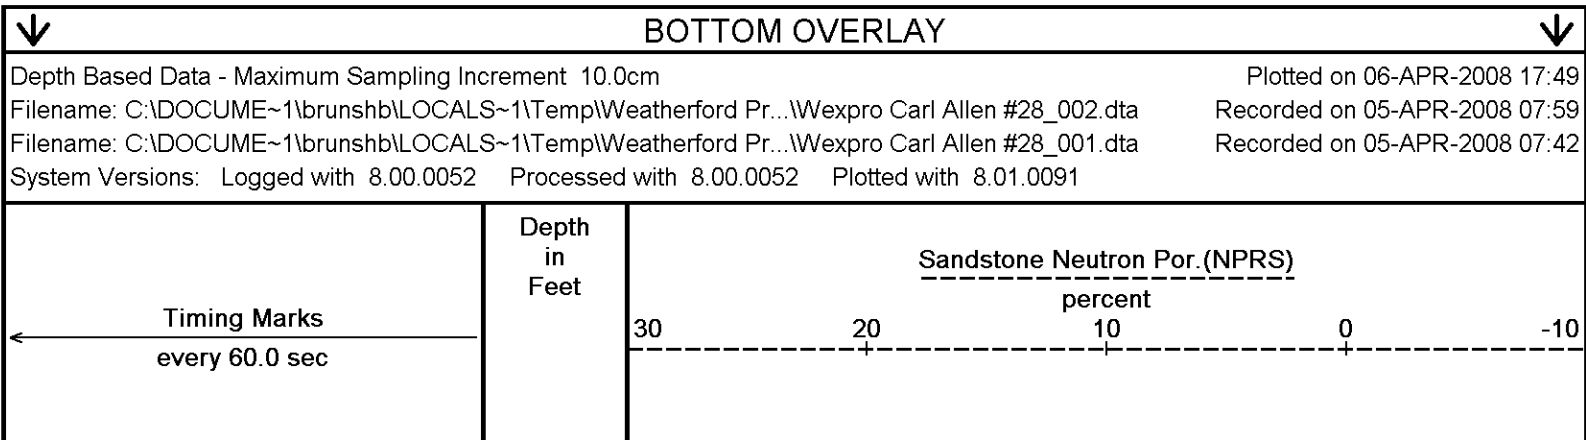 BOTTOM OVERLAY
Depth Based Data - Maximum Sampling Increment 10.0cm Plotted on 06-APR-2008 17:49
Filename: C:\DOCUME~1\brunshb\LOCALS~1\Temp\Weatherford Pr...\Wexpro Carl Allen #28_002.dta Recorded on 05-APR-2008 07:59
Filename: C:\DOCUME~1\brunshb\LOCALS~1\Temp\Weatherford Pr...\Wexpro Carl Allen #28_001.dta Recorded on 05-APR-2008 07:42
System Versions: Logged with 8.00.0052 Processed with 8.00.0052 Plotted with 8.01.0091
Timing Marks
every 60.0 sec
Depth
in
Feet
Sandstone Neutron Por.(NPRS)
percent
30 20 10 0 -10